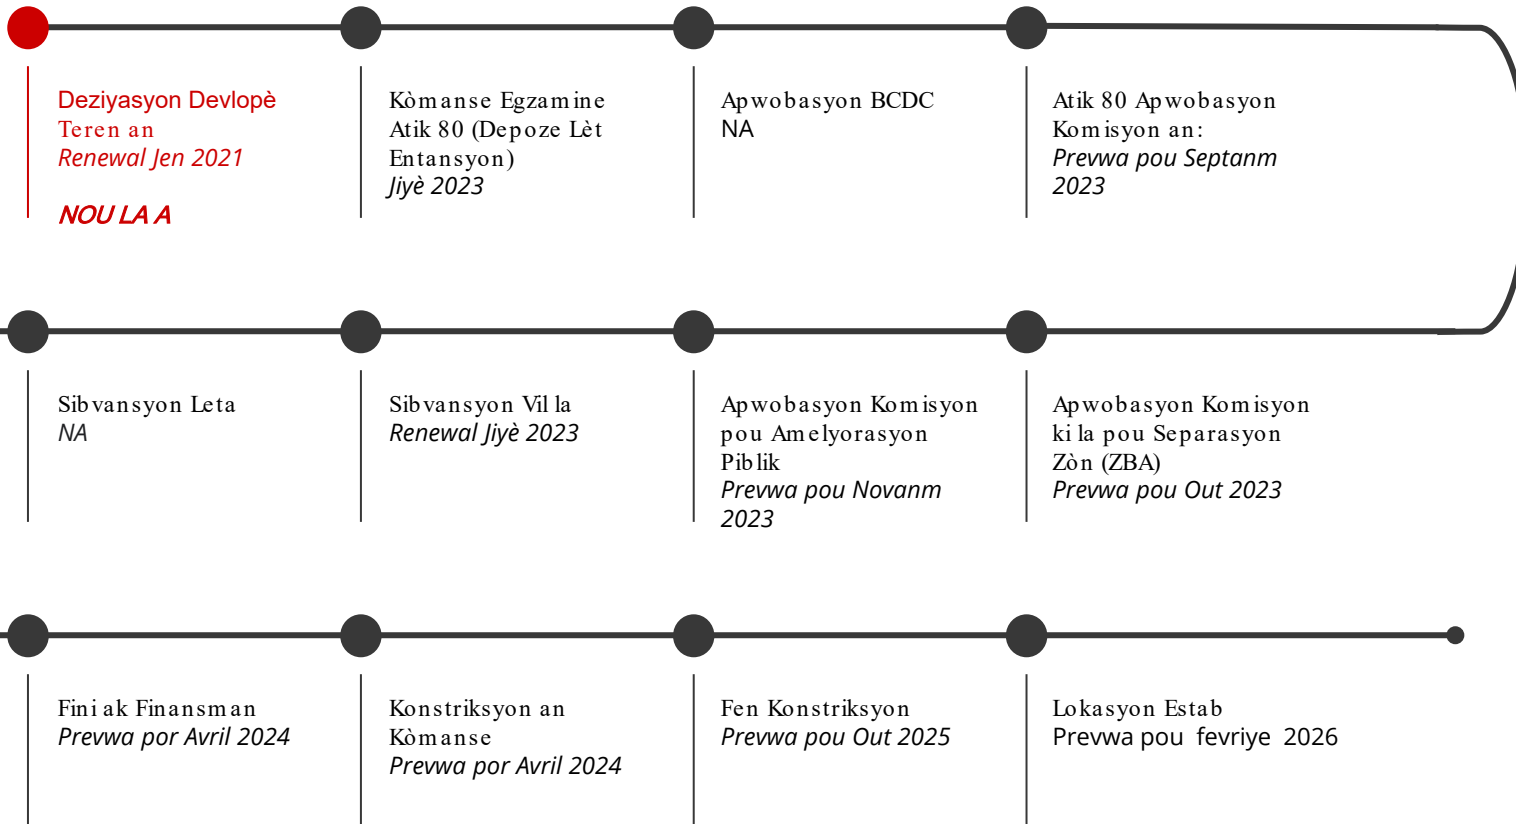 Deziyasyon Devlopè
Teren an
Renewal Jen 2021
NOU LA A
Kòmanse Egzamine
Atik 80 (Depoze Lèt
Entansyon)
Jiyè 2023
Apwobasyon BCDC
NA
Atik 80 Apwobasyon
Komisyon an:
Prevwa pou Septanm
2023
Sibvansyon Leta
NA
Sibvansyon Vil la
Renewal Jiyè 2023
Apwobasyon Komisyon
pou Amelyorasyon
Piblik
Prevwa pou Novanm
2023
Apwobasyon Komisyon
ki la pou Separasyon
Zòn (ZBA)
Prevwa pou Out 2023
Fini ak Finansman
Prevwa por Avril 2024
Konstriksyon an
Kòmanse
Prevwa por Avril 2024
Fen Konstriksyon
Prevwa pou Out 2025
Lokasyon Estab
Prevwa pou fevriye 2026